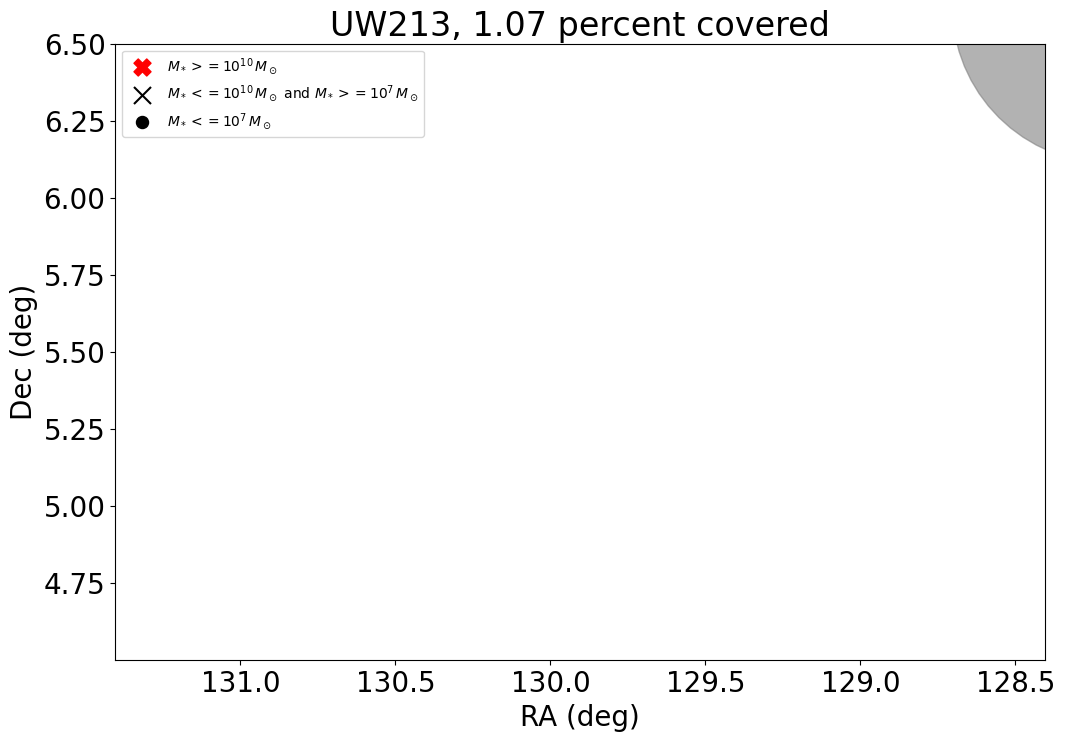 UW213, 1.07 percent covered
M* >= 10^10 M⊙
M* <= 10^10 M⊙ and M* >= 10^7 M⊙
M* <= 10^7 M⊙
6.50
6.25
6.00
5.75
5.50
5.25
5.00
4.75
Dec (deg)
131.0 130.5 130.0 129.5 129.0 128.5
RA (deg)